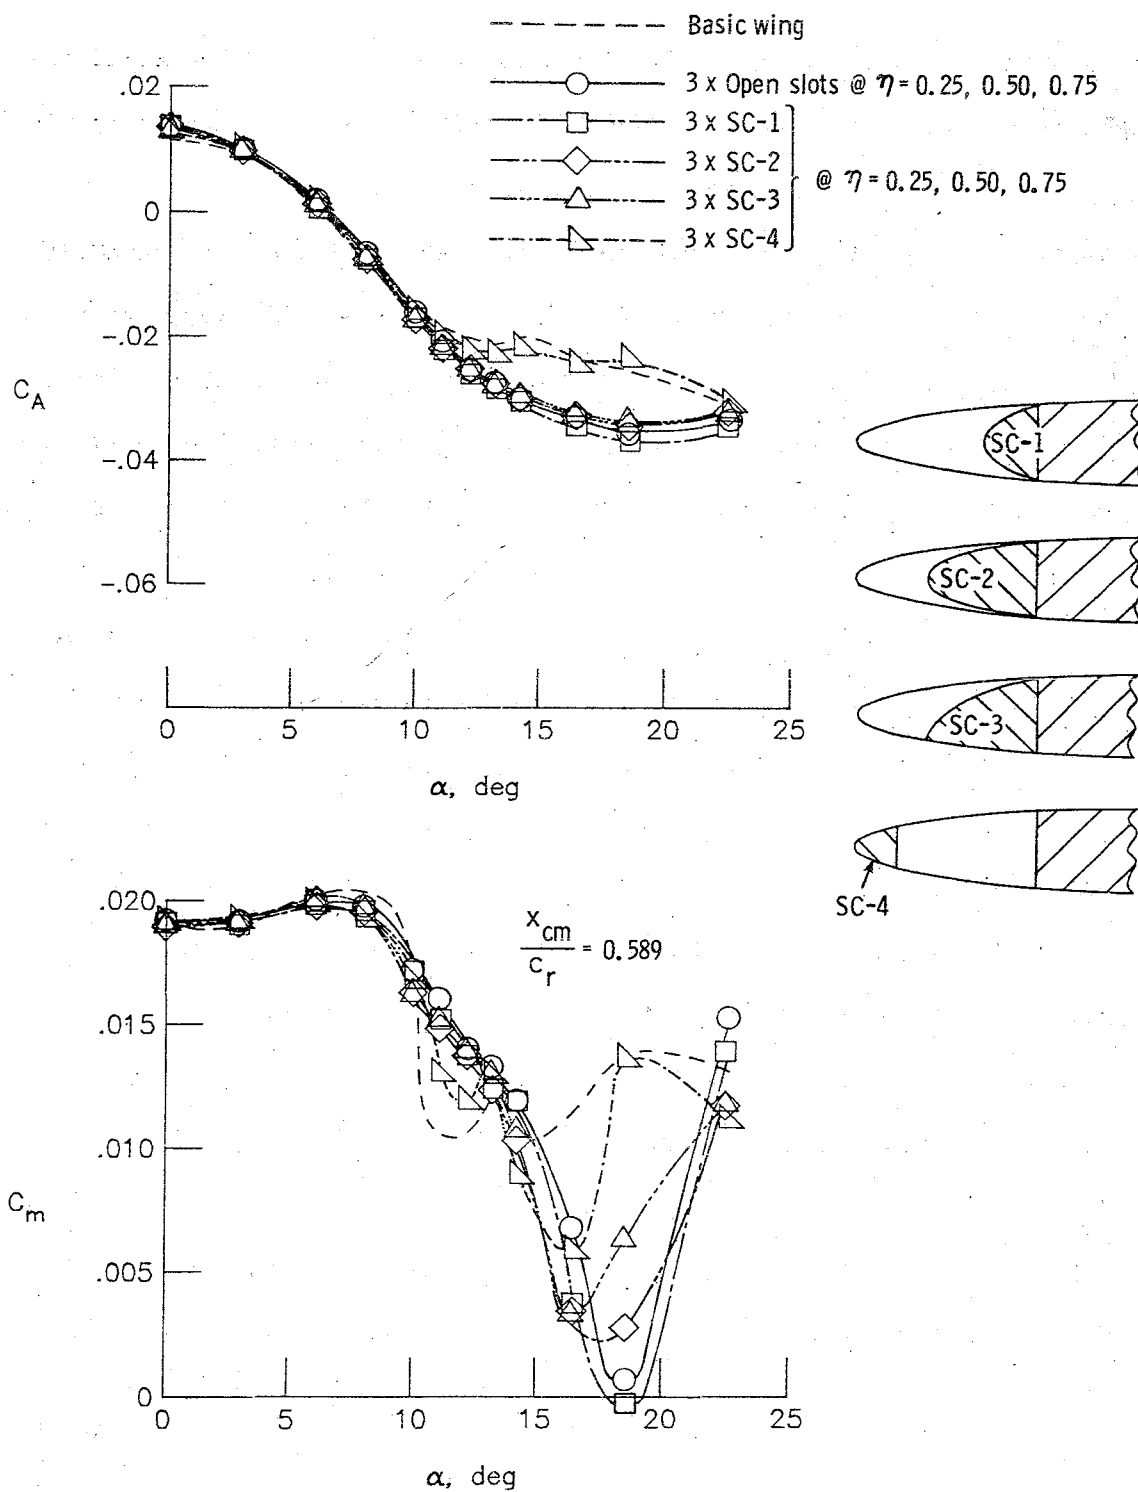 Basic wing
3 x Open slots @ η = 0.25, 0.50, 0.75
3 x SC-1
3 x SC-2
3 x SC-3
3 x SC-4
@ η = 0.25, 0.50, 0.75
.02
0
-.02
-.04
-.06
C_A
0 5 10 15 20 25
α, deg
SC-1
SC-2
SC-3
SC-4
.020
.015
.010
.005
0
C_m
x_cm / c_r = 0.589
0 5 10 15 20 25
α, deg